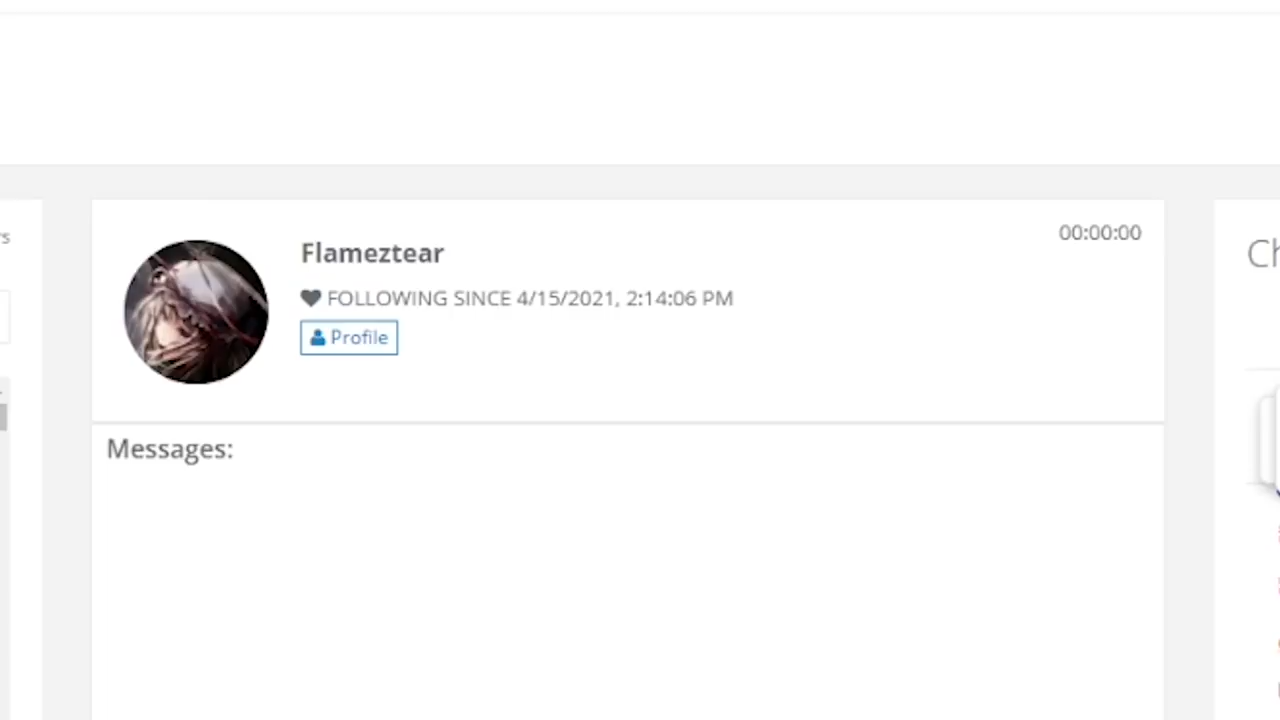 00:00:00
Flameztear
FOLLOWING SINCE 4/15/2021, 2:14:06 PM
Profile
Messages: